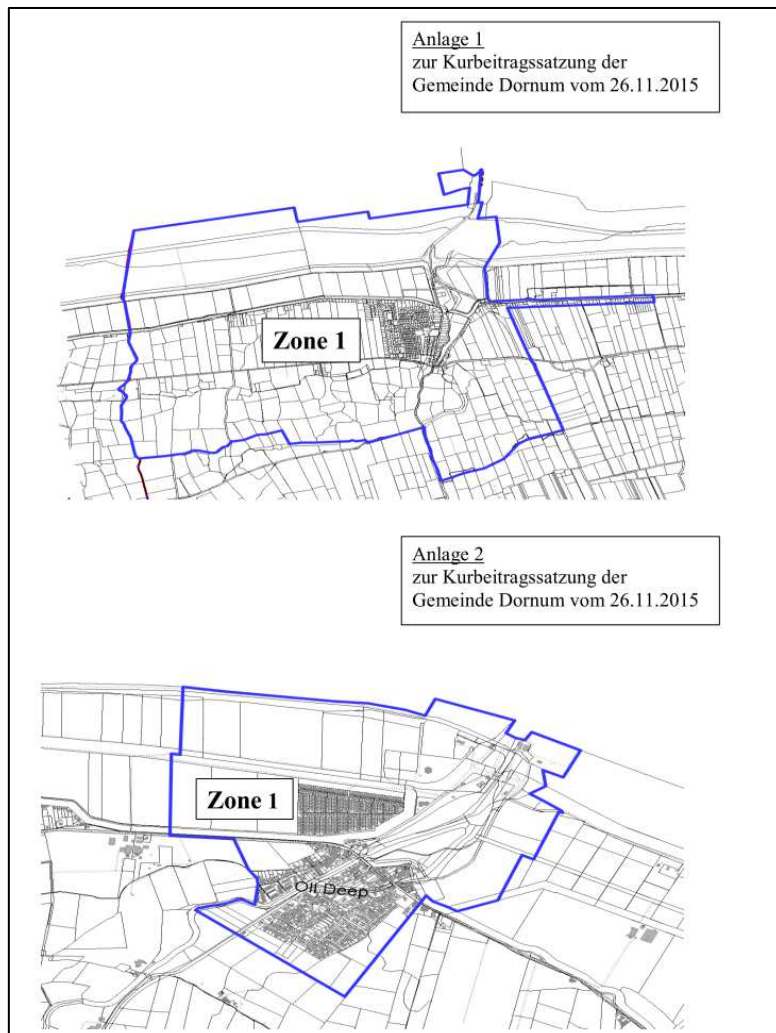 Anlage 1
zur Kurbeitragssatzung der
Gemeinde Dornum vom 26.11.2015
Zone 1
Anlage 2
zur Kurbeitragssatzung der
Gemeinde Dornum vom 26.11.2015
Zone 1
Oll Deep